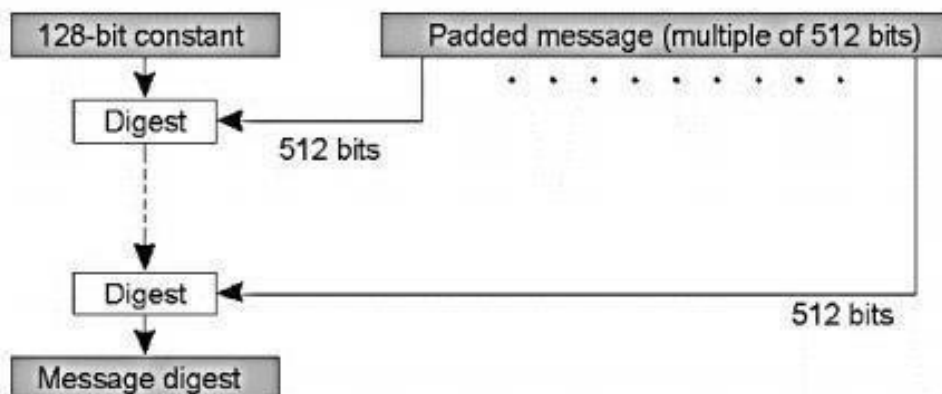 128-bit constant
Padded message (multiple of 512 bits)
Digest
512 bits
Digest
512 bits
Message digest